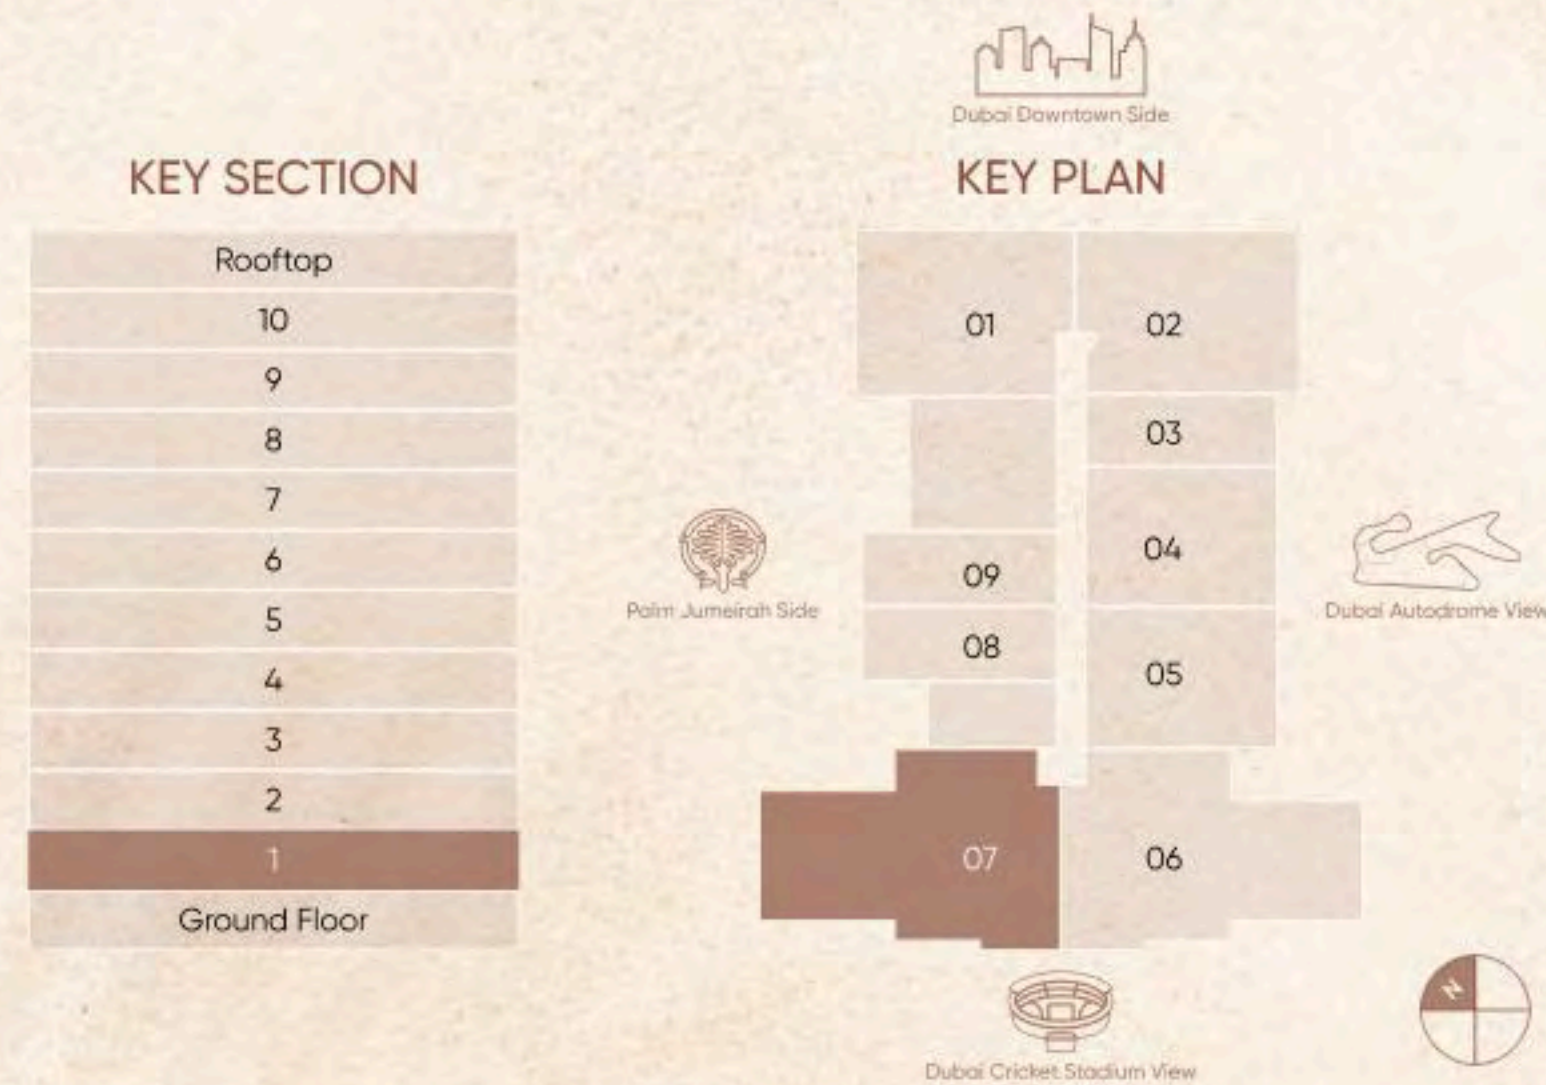 Dubai Downtown Side
KEY SECTION
KEY PLAN
Rooftop
10
9
8
7
6
5
4
3
2
1
Ground Floor
01
02
03
04
09
08
05
07
06
Palm Jumeirah Side
Dubai Autodrome View
Dubai Cricket Stadium View
N